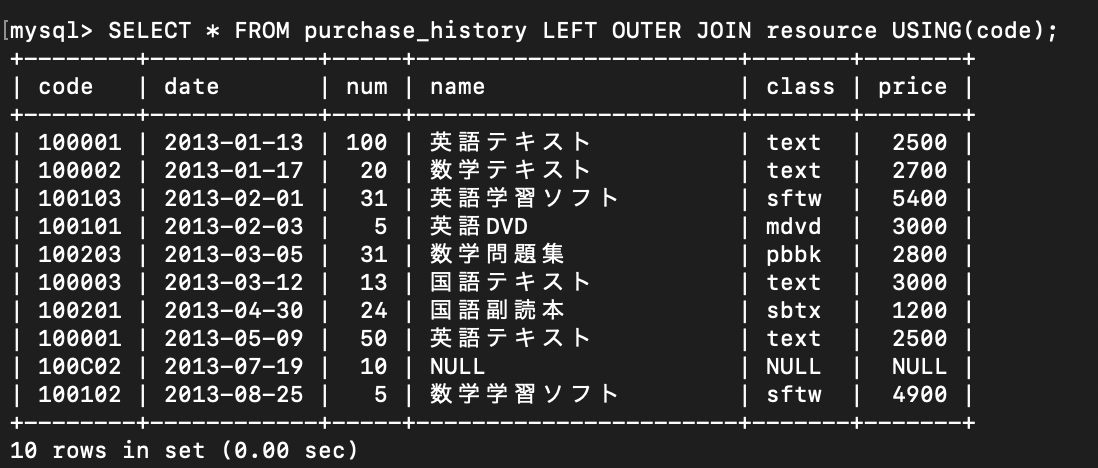 mysql> SELECT * FROM purchase_history LEFT OUTER JOIN resource USING(code);
+--------+------------+-----+-----------------------+-------+-------+
| code   | date       | num | name                  | class | price |
+--------+------------+-----+-----------------------+-------+-------+
| 100001 | 2013-01-13 | 100 | 英語テキスト | text  | 2500 |
| 100002 | 2013-01-17 |  20 | 数学テキスト | text  | 2700 |
| 100103 | 2013-02-01 |  31 | 英語学習ソフト | sftw  | 5400 |
| 100101 | 2013-02-03 |   5 | 英語DVD | mdvd  | 3000 |
| 100203 | 2013-03-05 |  31 | 数学問題集 | pbbk  | 2800 |
| 100003 | 2013-03-12 |  13 | 国語テキスト | text  | 3000 |
| 100201 | 2013-04-30 |  24 | 国語副読本 | sbtx  | 1200 |
| 100001 | 2013-05-09 |  50 | 英語テキスト | text  | 2500 |
| 100C02 | 2013-07-19 |  10 | NULL | NULL  | NULL |
| 100102 | 2013-08-25 |   5 | 数学学習ソフト | sftw  | 4900 |
+--------+------------+-----+-----------------------+-------+-------+
10 rows in set (0.00 sec)